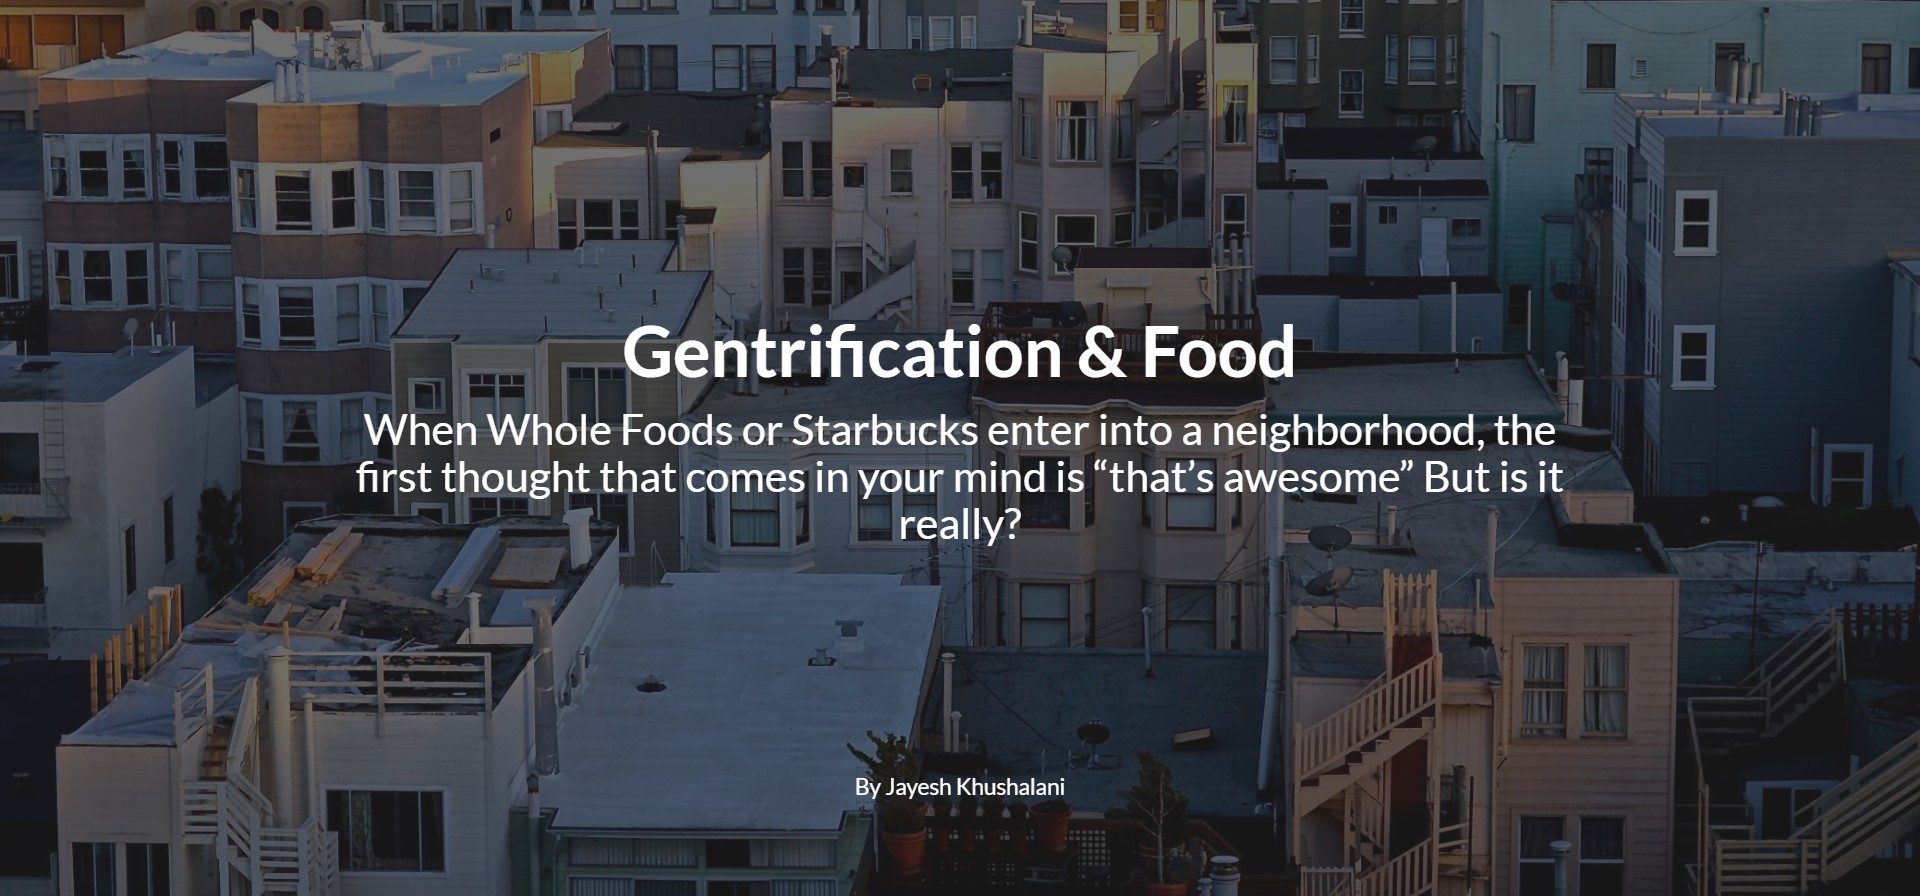 Gentrification & Food
When Whole Foods or Starbucks enter into a neighborhood, the
first thought that comes in your mind is “that’s awesome” But is it
really?
By Jayesh Khushalani